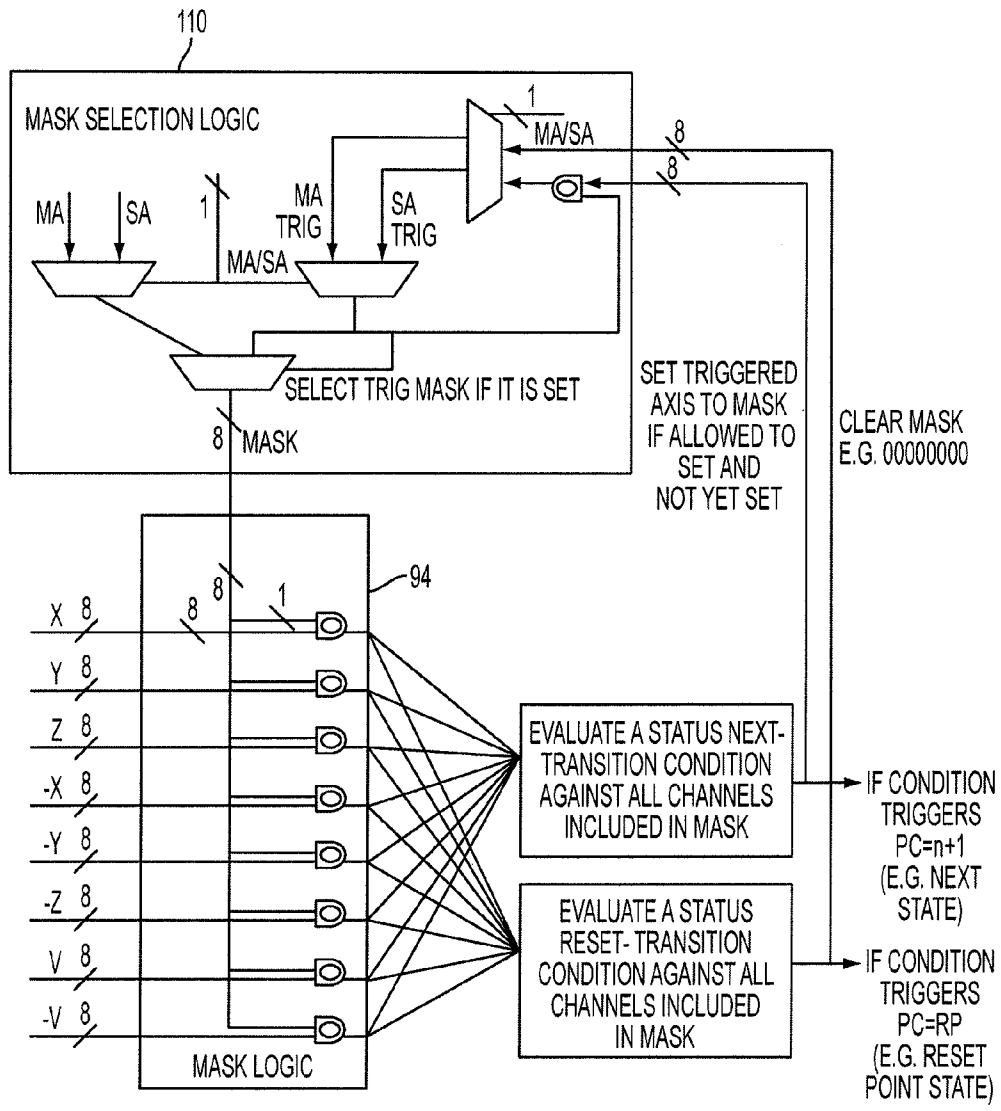 110
MASK SELECTION LOGIC
1
MA/SA
8
8
MA
SA
1
MA
TRIG
SA
TRIG
MA/SA
SELECT TRIG MASK IF IT IS SET
8
MASK
SET TRIGGERED
AXIS TO MASK
IF ALLOWED TO
SET AND
NOT YET SET
CLEAR MASK
E.G. 00000000
94
8
8
1
X 8
Y 8
Z 8
-X 8
-Y 8
-Z 8
V 8
-V 8
MASK LOGIC
EVALUATE A STATUS NEXT-
TRANSITION CONDITION
AGAINST ALL CHANNELS
INCLUDED IN MASK
IF CONDITION
TRIGGERS
PC=n+1
(E.G. NEXT
STATE)
EVALUATE A STATUS
RESET- TRANSITION
CONDITION AGAINST ALL
CHANNELS INCLUDED
IN MASK
IF CONDITION
TRIGGERS
PC=RP
(E.G. RESET
POINT STATE)